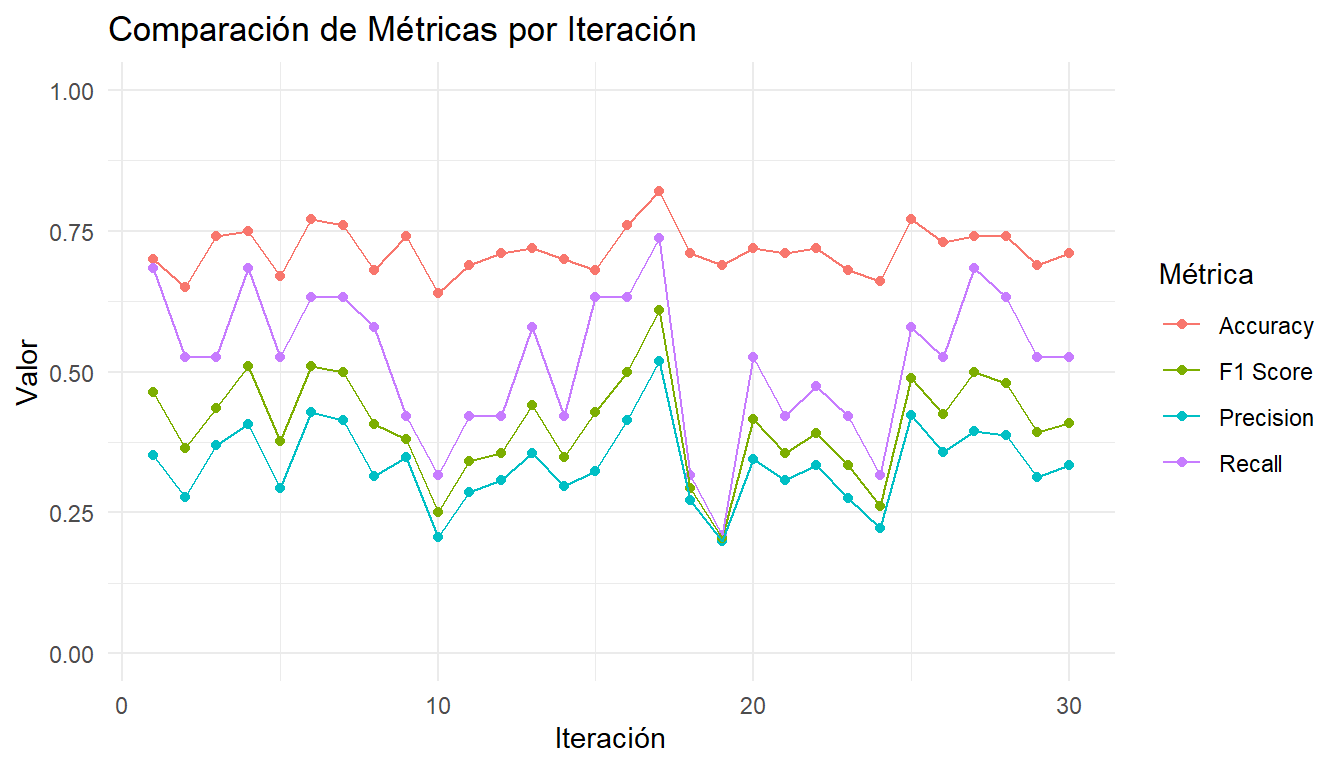 Comparación de Métricas por Iteración
1.00
0.75
0.50
0.25
0.00
Valor
0 10 20 30
Iteración
Métrica
Accuracy
F1 Score
Precision
Recall